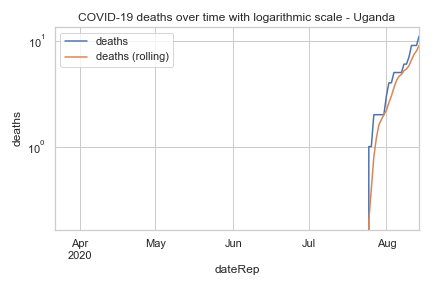 COVID-19 deaths over time with logarithmic scale - Uganda
deaths
deaths (rolling)
10¹
10⁰
deaths
Apr
2020
May
Jun
Jul
Aug
dateRep